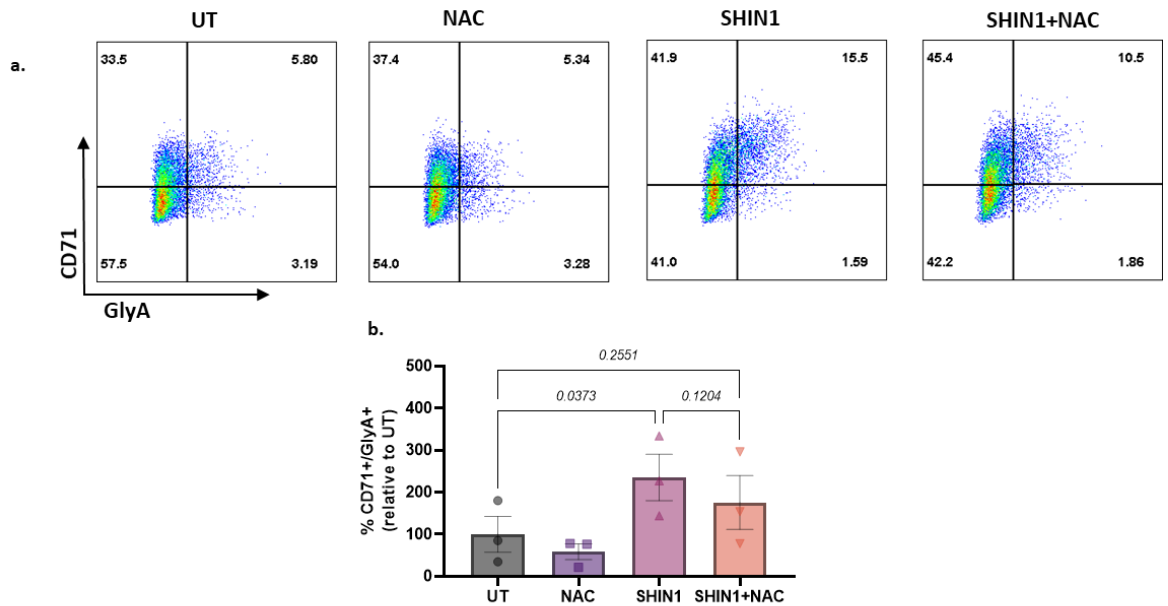 UT NAC SHIN1 SHIN1+NAC
a.
33.5 5.80 37.4 5.34 41.9 15.5 45.4 10.5
CD71
57.5 3.19 54.0 3.28 41.0 1.59 42.2 1.86
GlyA
b.
0.2551
0.0373 0.1204
% CD71+/GlyA+
(relative to UT)
500
400
300
200
100
0
UT NAC SHIN1 SHIN1+NAC